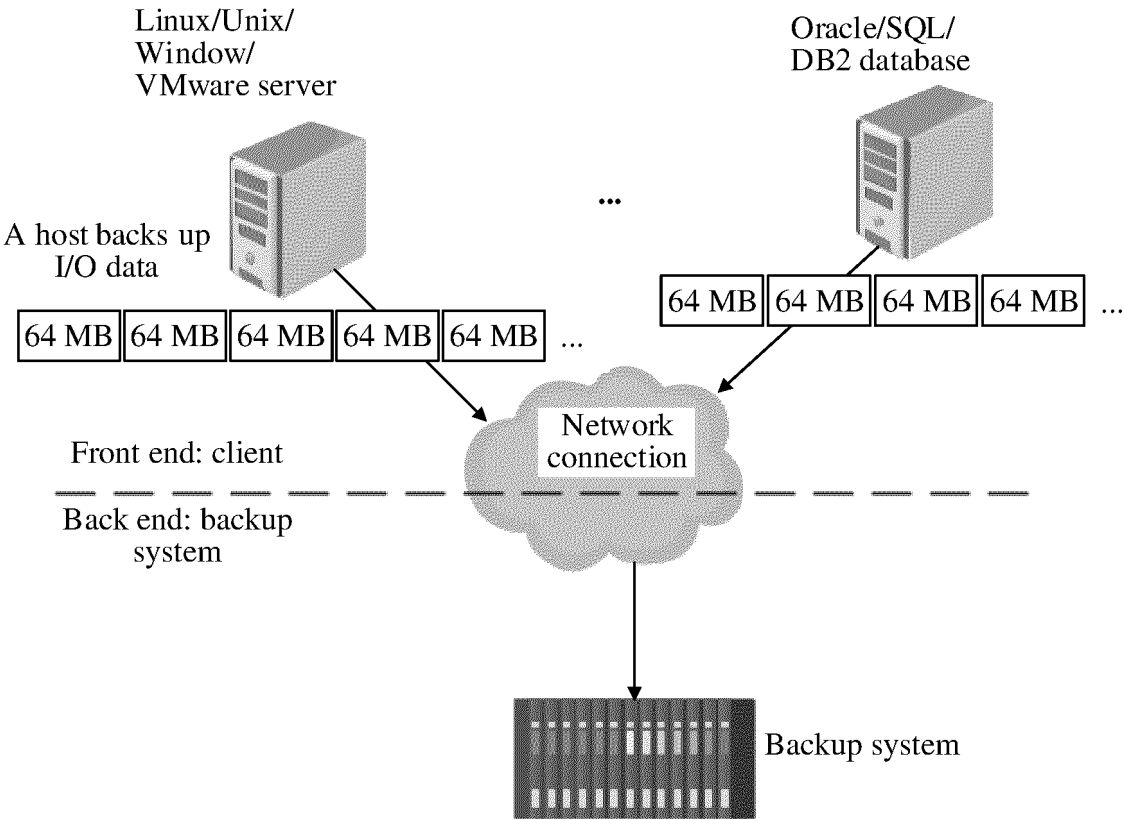 Linux/Unix/
Window/
VMware server
Oracle/SQL/
DB2 database
...
A host backs up
I/O data
64 MB 64 MB 64 MB 64 MB 64 MB ...
64 MB 64 MB 64 MB 64 MB ...
Network
connection
Front end: client
Back end: backup
system
Backup system